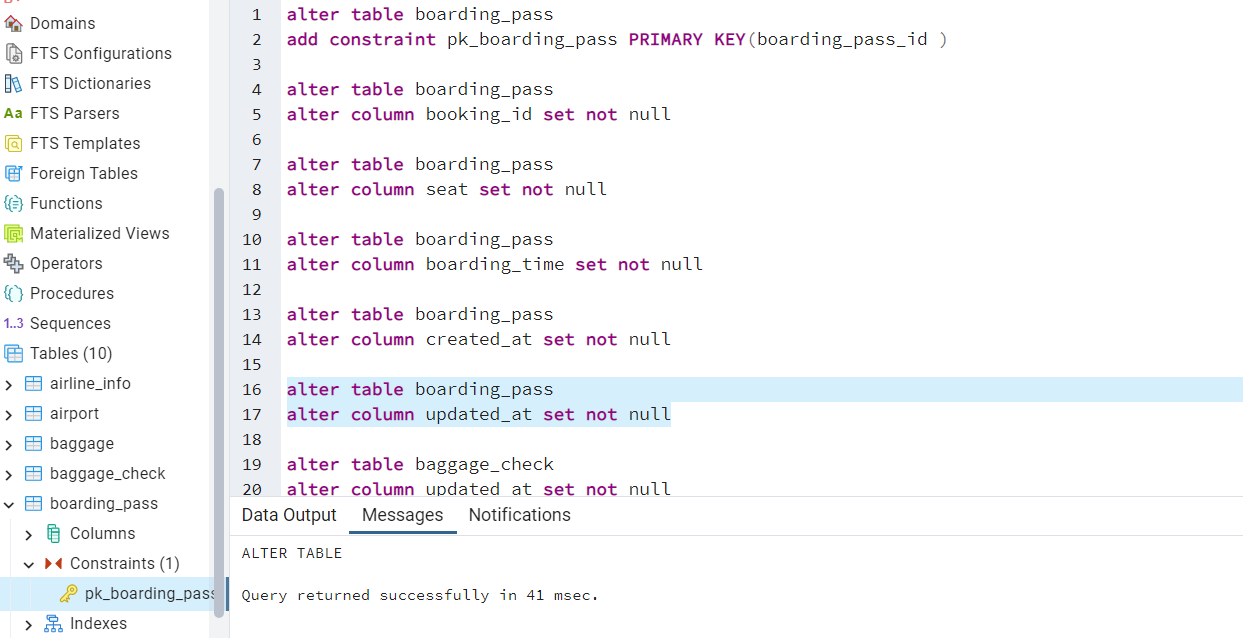 Domains
FTS Configurations
FTS Dictionaries
Aa FTS Parsers
FTS Templates
Foreign Tables
Functions
Materialized Views
Operators
Procedures
1..3 Sequences
Tables (10)
airline_info
airport
baggage
baggage_check
boarding_pass
Columns
Constraints (1)
pk_boarding_pass
Indexes
1 alter table boarding_pass
2 add constraint pk_boarding_pass PRIMARY KEY(boarding_pass_id )
3
4 alter table boarding_pass
5 alter column booking_id set not null
6
7 alter table boarding_pass
8 alter column seat set not null
9
10 alter table boarding_pass
11 alter column boarding_time set not null
12
13 alter table boarding_pass
14 alter column created_at set not null
15
16 alter table boarding_pass
17 alter column updated_at set not null
18
19 alter table baggage_check
20 alter column updated_at set not null
Data Output Messages Notifications
ALTER TABLE
Query returned successfully in 41 msec.